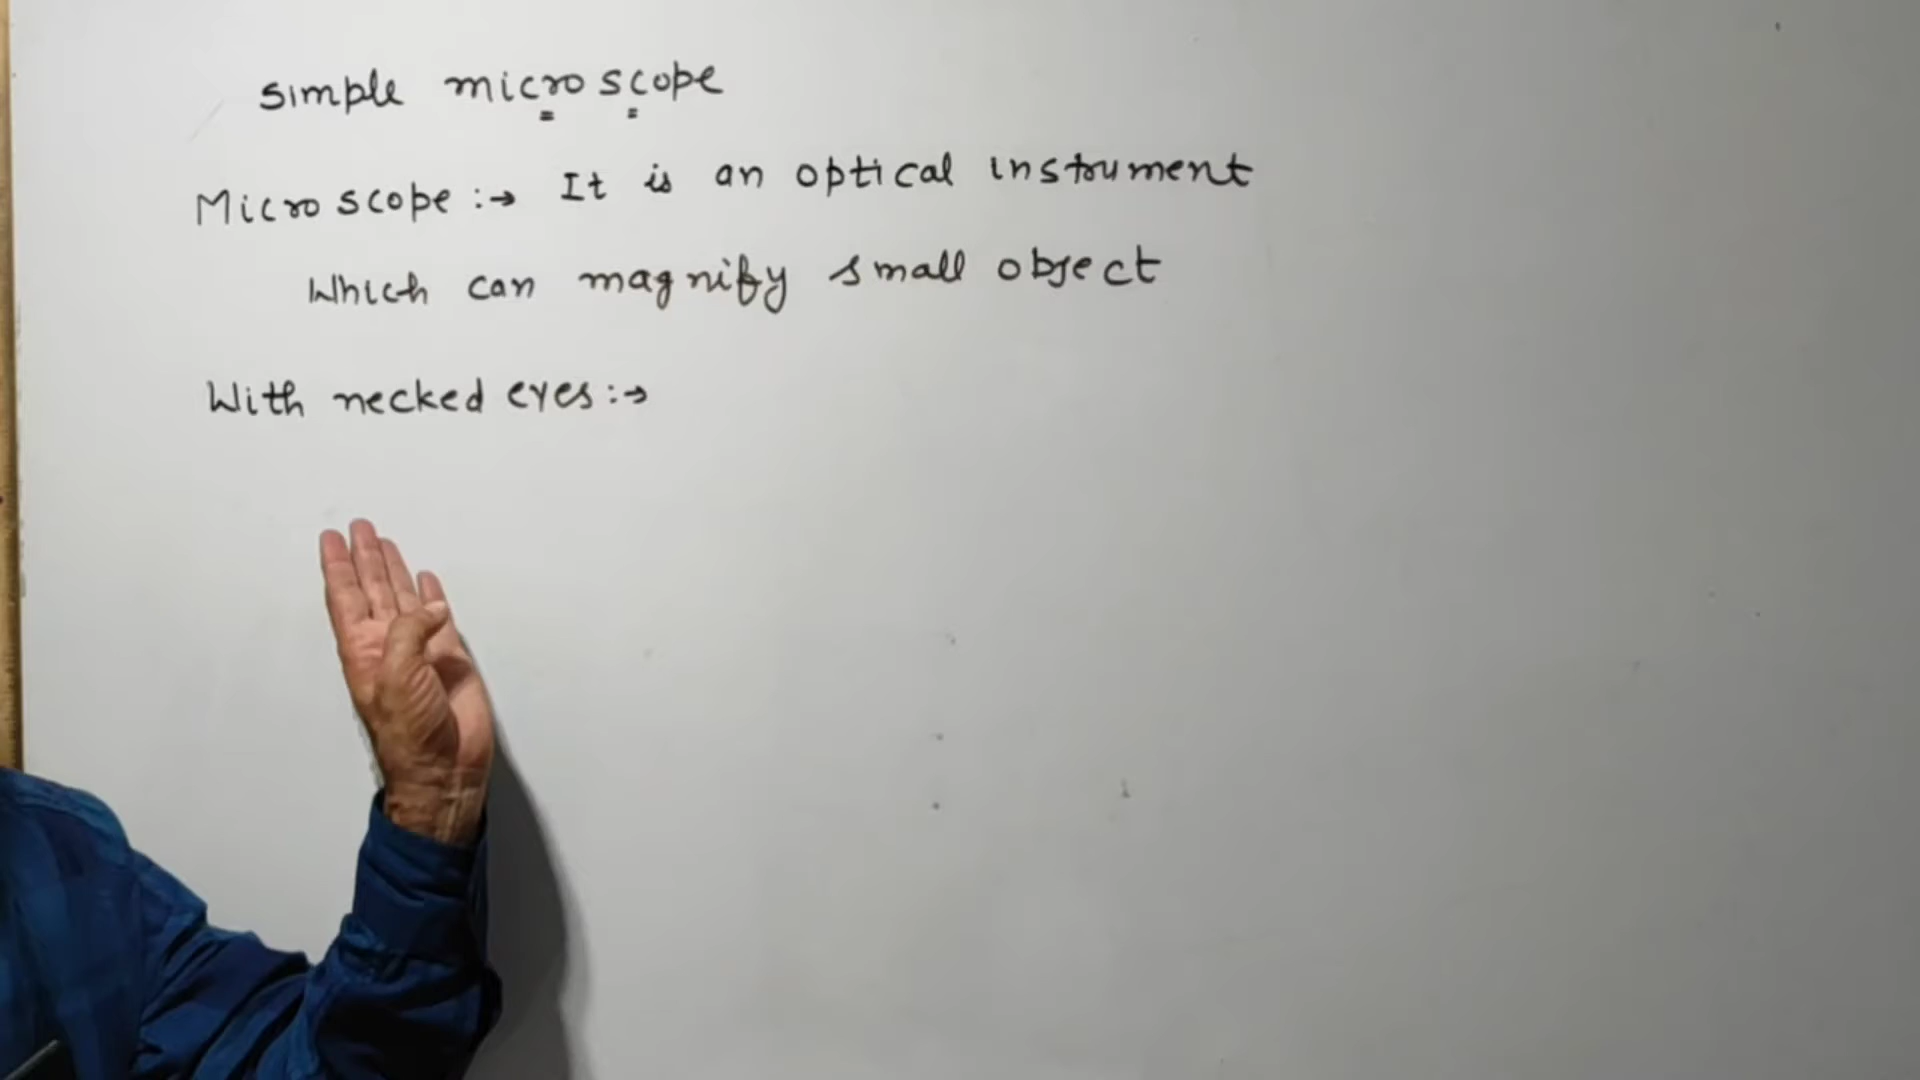 simple microscope
Microscope :→ It is an optical instrument
Which can magnify small object
With necked eyes :→